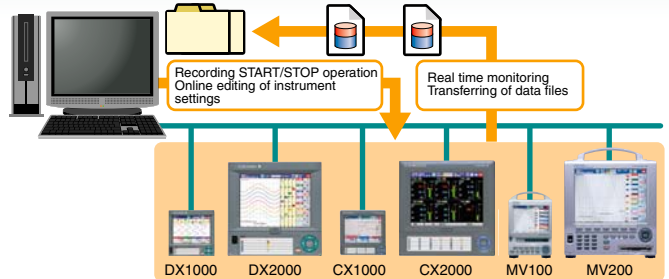 Recording START/STOP operation
Online editing of instrument
settings
Real time monitoring
Transferring of data files
DX1000
DX2000
CX1000
CX2000
MV100
MV200